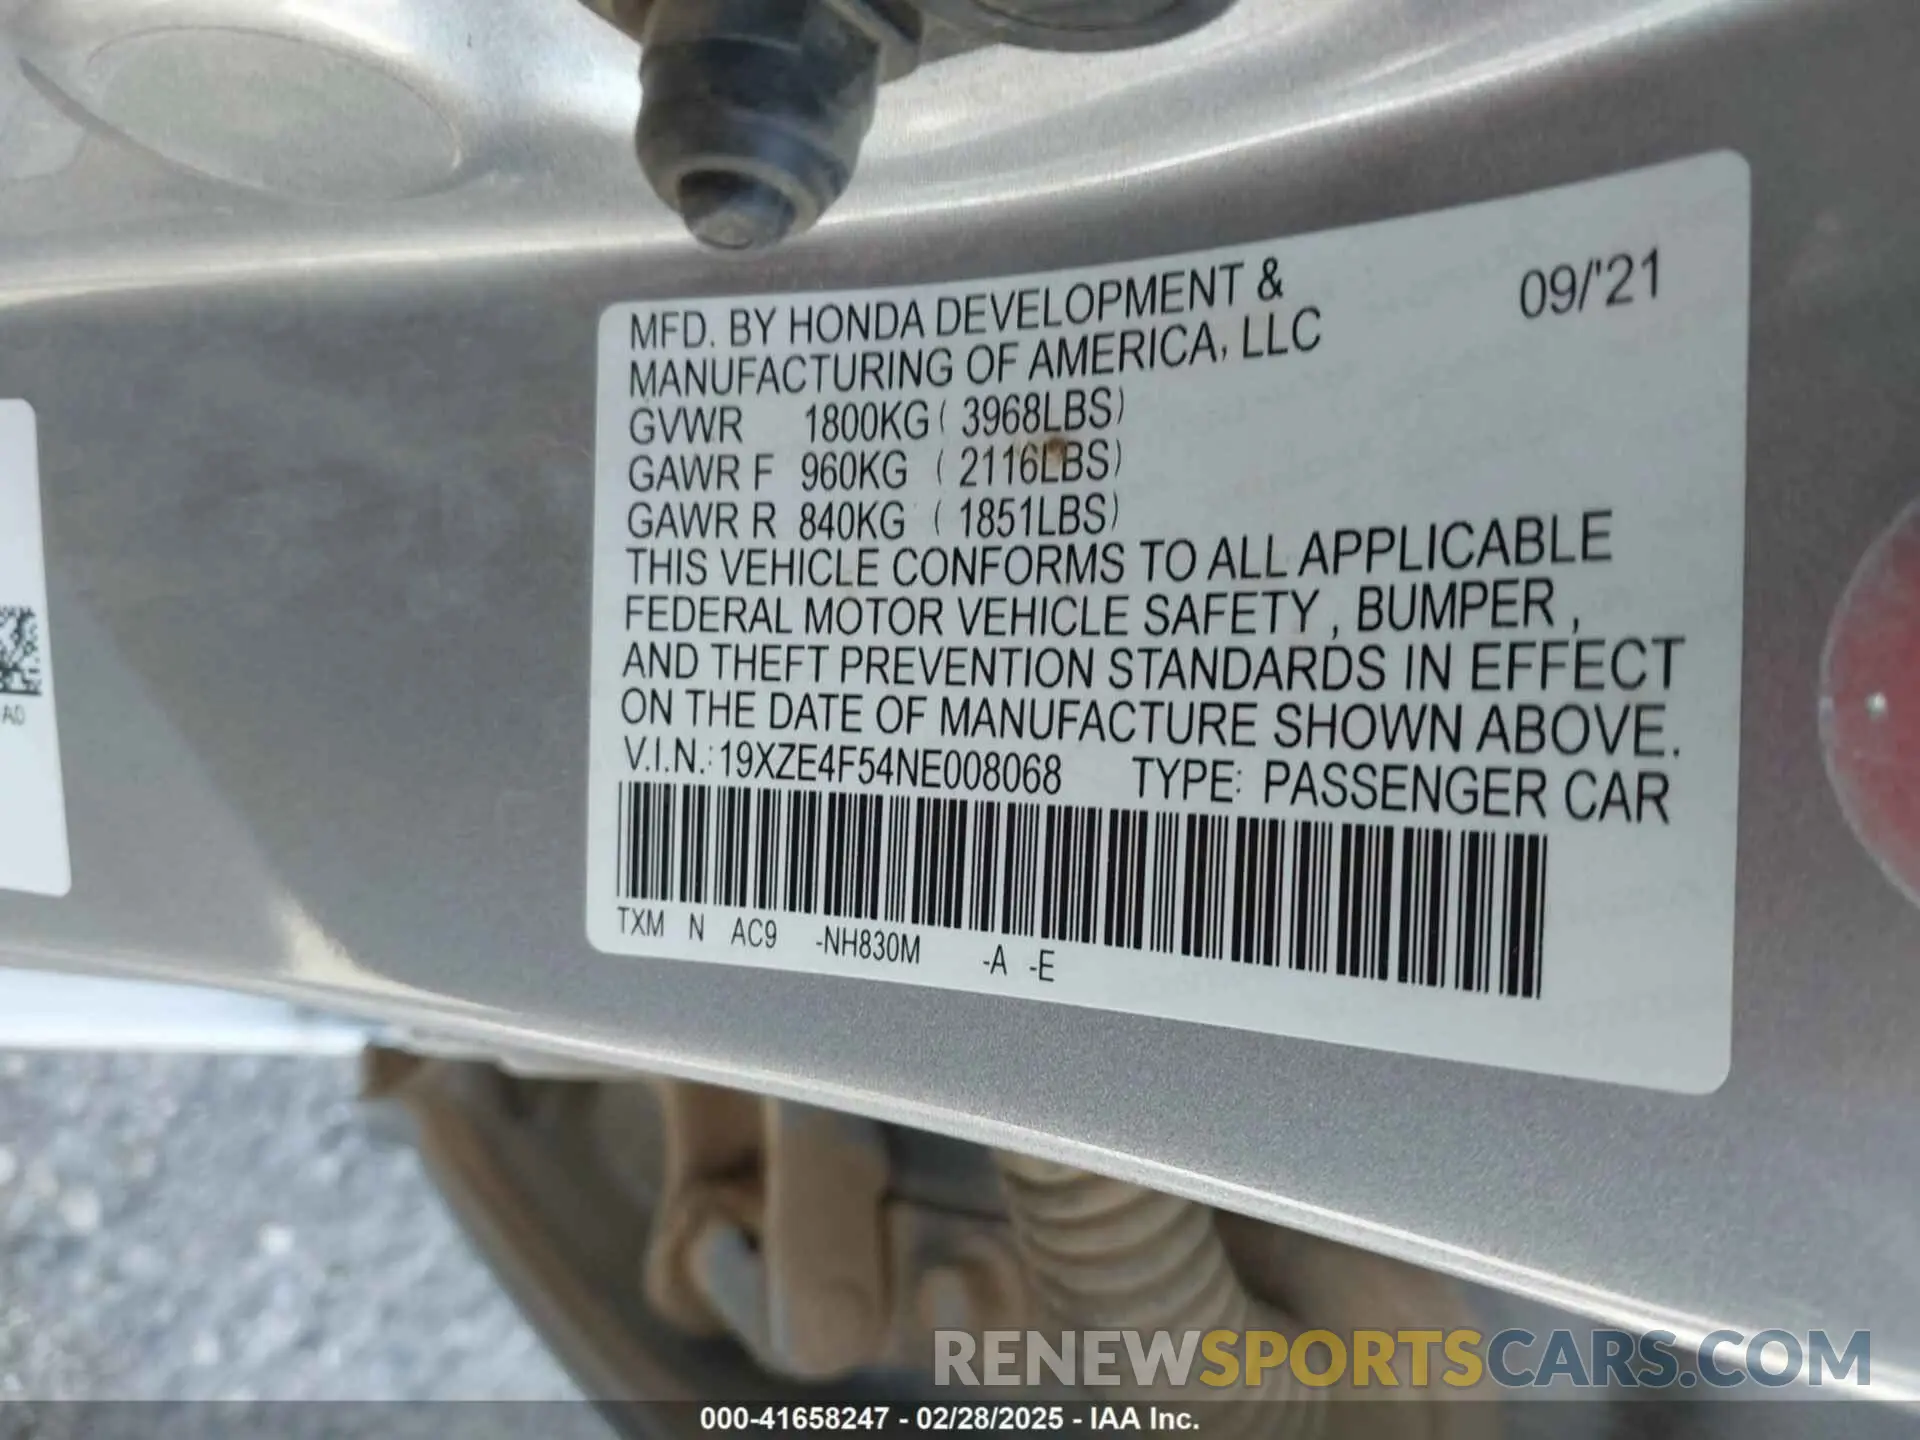 09/'21
MFD. BY HONDA DEVELOPMENT &
MANUFACTURING OF AMERICA, LLC
GVWR 1800KG ( 3968LBS)
GAWR F 960KG ( 2116LBS)
GAWR R 840KG ( 1851LBS)
THIS VEHICLE CONFORMS TO ALL APPLICABLE
FEDERAL MOTOR VEHICLE SAFETY , BUMPER ,
AND THEFT PREVENTION STANDARDS IN EFFECT
ON THE DATE OF MANUFACTURE SHOWN ABOVE.
V.I.N.: 19XZE4F54NE008068 TYPE: PASSENGER CAR
TXM N AC9 -NH830M -A -E
A0
RENEWSPORTSCARS.COM
000-41658247 - 02/28/2025 - IAA Inc.